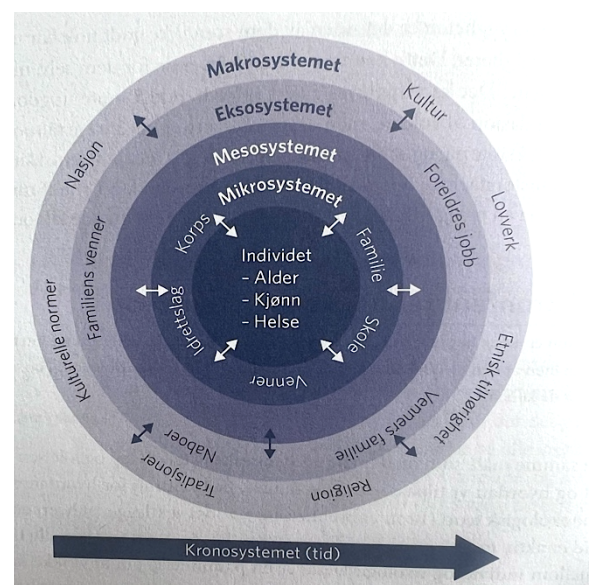 Makrosystemet
Kultur
Lovverk
Etnisk tilhørighet
Religion
Tradisjoner
Kulturelle normer
Nasjon
Eksosystemet
Foreldres jobb
Venners familie
Naboer
Familiens venner
Mesosystemet
Mikrosystemet
Familie
Skole
Venner
Idrettslag
Korps
Individet
- Alder
- Kjønn
- Helse
Kronosystemet (tid)